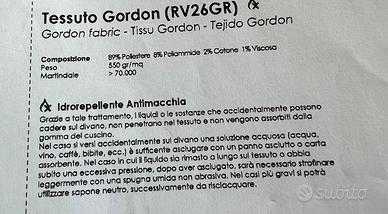 Tessuto Gordon (RV26GR)
Gordon fabric - Tissu Gordon - Tejido Gordon
Composizione 89% Poliestere 8% Poliammide 2% Cotone 1% Viscosa
Peso 550 gr/mq
Martindale > 70.000
Idrorepellente Antimacchia
Grazie a tale trattamento, i liquidi o le sostanze che accidentalmente possono
cadere sul divano, non penetrano nel tessuto e non vengono assorbiti dalla
gomma del cuscino.
Nel caso si versi accidentalmente sul divano una soluzione acquosa (acqua,
vino, caffè, bibite, ecc.) è sufficente asciugare con un panno asciutto o carta
assorbente. Nel caso in cui il liquido sia rimasto a lungo sul tessuto o abbia
subito una eccessiva pressione, dopo aver asciugato, sarà necessario strofinare
leggermente con una spugna umida non abrasiva. Nei casi più gravi si potrà
utilizzare sapone neutro, successivamente da risciacquare.
subito